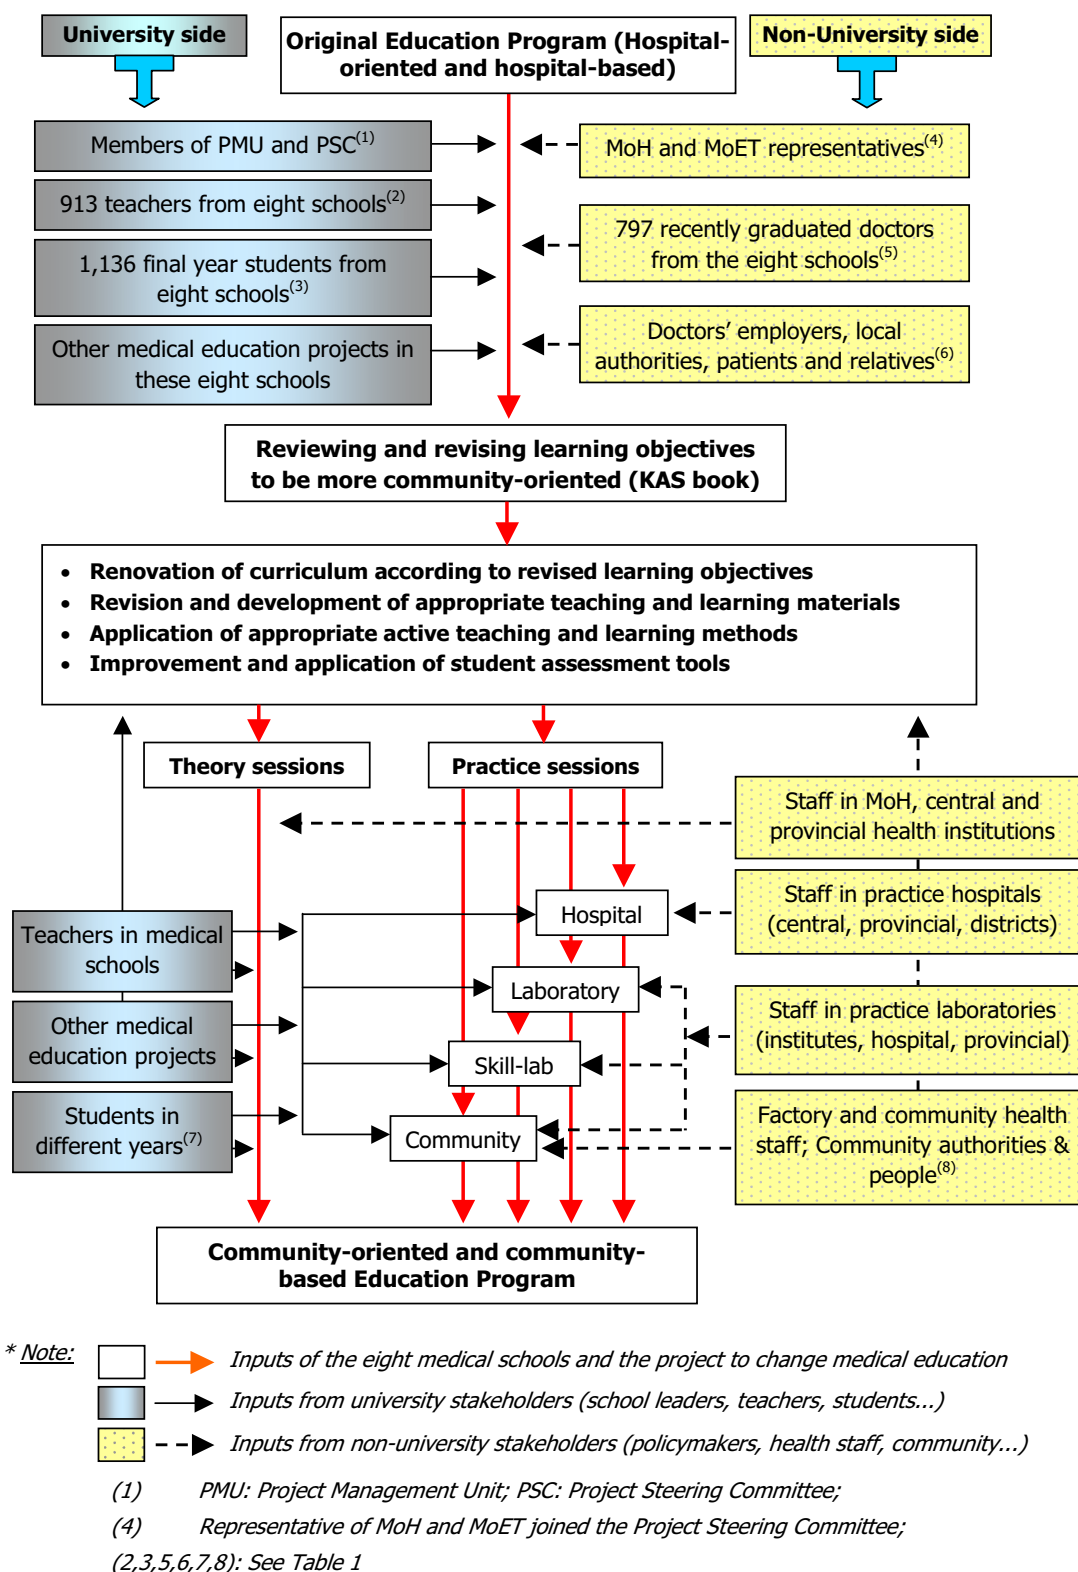 University side
Original Education Program (Hospital-
oriented and hospital-based)
Non-University side
Members of PMU and PSC(1)
MoH and MoET representatives(4)
913 teachers from eight schools(2)
797 recently graduated doctors
from the eight schools(5)
1,136 final year students from
eight schools(3)
Other medical education projects in
these eight schools
Doctors’ employers, local
authorities, patients and relatives(6)
Reviewing and revising learning objectives
to be more community-oriented (KAS book)
• Renovation of curriculum according to revised learning objectives
• Revision and development of appropriate teaching and learning materials
• Application of appropriate active teaching and learning methods
• Improvement and application of student assessment tools
Theory sessions
Practice sessions
Staff in MoH, central and
provincial health institutions
Hospital
Staff in practice hospitals
(central, provincial, districts)
Teachers in medical
schools
Laboratory
Staff in practice laboratories
(institutes, hospital, provincial)
Other medical
education projects
Skill-lab
Students in
different years(7)
Community
Factory and community health
staff; Community authorities &
people(8)
Community-oriented and community-
based Education Program
* Note:
Inputs of the eight medical schools and the project to change medical education
Inputs from university stakeholders (school leaders, teachers, students...)
Inputs from non-university stakeholders (policymakers, health staff, community...)
(1) PMU: Project Management Unit; PSC: Project Steering Committee;
(4) Representative of MoH and MoET joined the Project Steering Committee;
(2,3,5,6,7,8): See Table 1